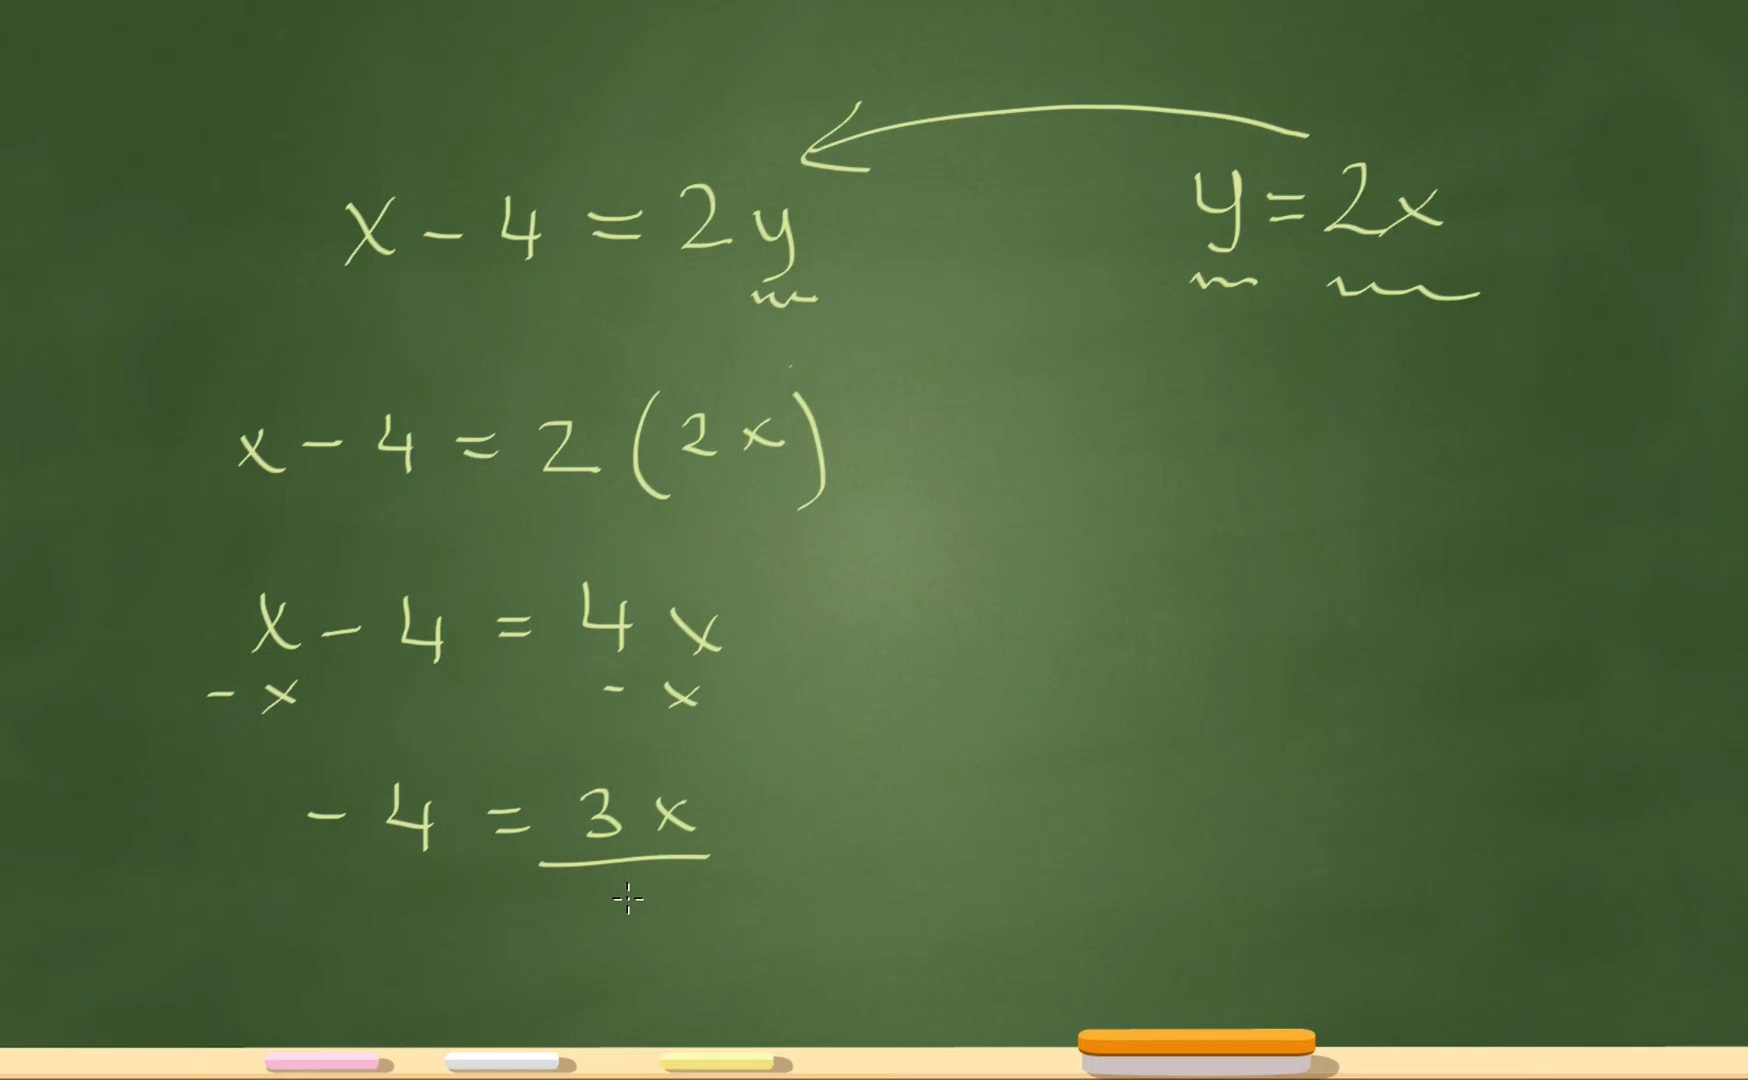 x - 4 = 2y
y = 2x
x - 4 = 2(2x)
x - 4 = 4x
- x - x
- 4 = 3x